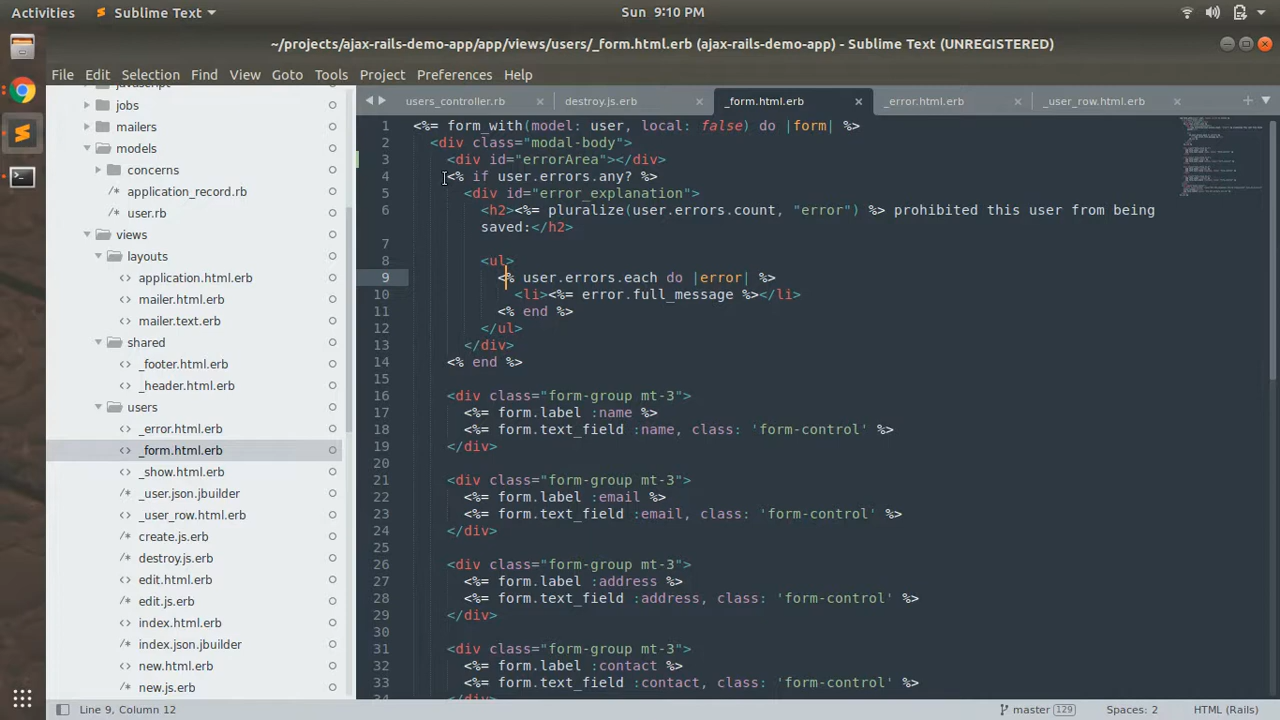 Activities Sublime Text Sun 9:10 PM
~/projects/ajax-rails-demo-app/app/views/users/_form.html.erb (ajax-rails-demo-app) - Sublime Text (UNREGISTERED)
File Edit Selection Find View Goto Tools Project Preferences Help
users_controller.rb destroy.js.erb _form.html.erb _error.html.erb _user_row.html.erb
jobs
mailers
models
concerns
application_record.rb
user.rb
views
layouts
application.html.erb
mailer.html.erb
mailer.text.erb
shared
_footer.html.erb
_header.html.erb
users
_error.html.erb
_form.html.erb
_show.html.erb
_user.json.jbuilder
_user_row.html.erb
create.js.erb
destroy.js.erb
edit.html.erb
edit.js.erb
index.html.erb
index.json.jbuilder
new.html.erb
new.js.erb
1 <%= form_with(model: user, local: false) do |form| %>
2 <div class="modal-body">
3 <div id="errorArea"></div>
4 <% if user.errors.any? %>
5 <div id="error_explanation">
6 <h2><%= pluralize(user.errors.count, "error") %> prohibited this user from being
saved:</h2>
7
8 <ul>
9 <% user.errors.each do |error| %>
10 <li><%= error.full_message %></li>
11 <% end %>
12 </ul>
13 </div>
14 <% end %>
15
16 <div class="form-group mt-3">
17 <%= form.label :name %>
18 <%= form.text_field :name, class: 'form-control' %>
19 </div>
20
21 <div class="form-group mt-3">
22 <%= form.label :email %>
23 <%= form.text_field :email, class: 'form-control' %>
24 </div>
25
26 <div class="form-group mt-3">
27 <%= form.label :address %>
28 <%= form.text_field :address, class: 'form-control' %>
29 </div>
30
31 <div class="form-group mt-3">
32 <%= form.label :contact %>
33 <%= form.text_field :contact, class: 'form-control' %>
34 </div>
Line 9, Column 12 master 129 Spaces: 2 HTML (Rails)